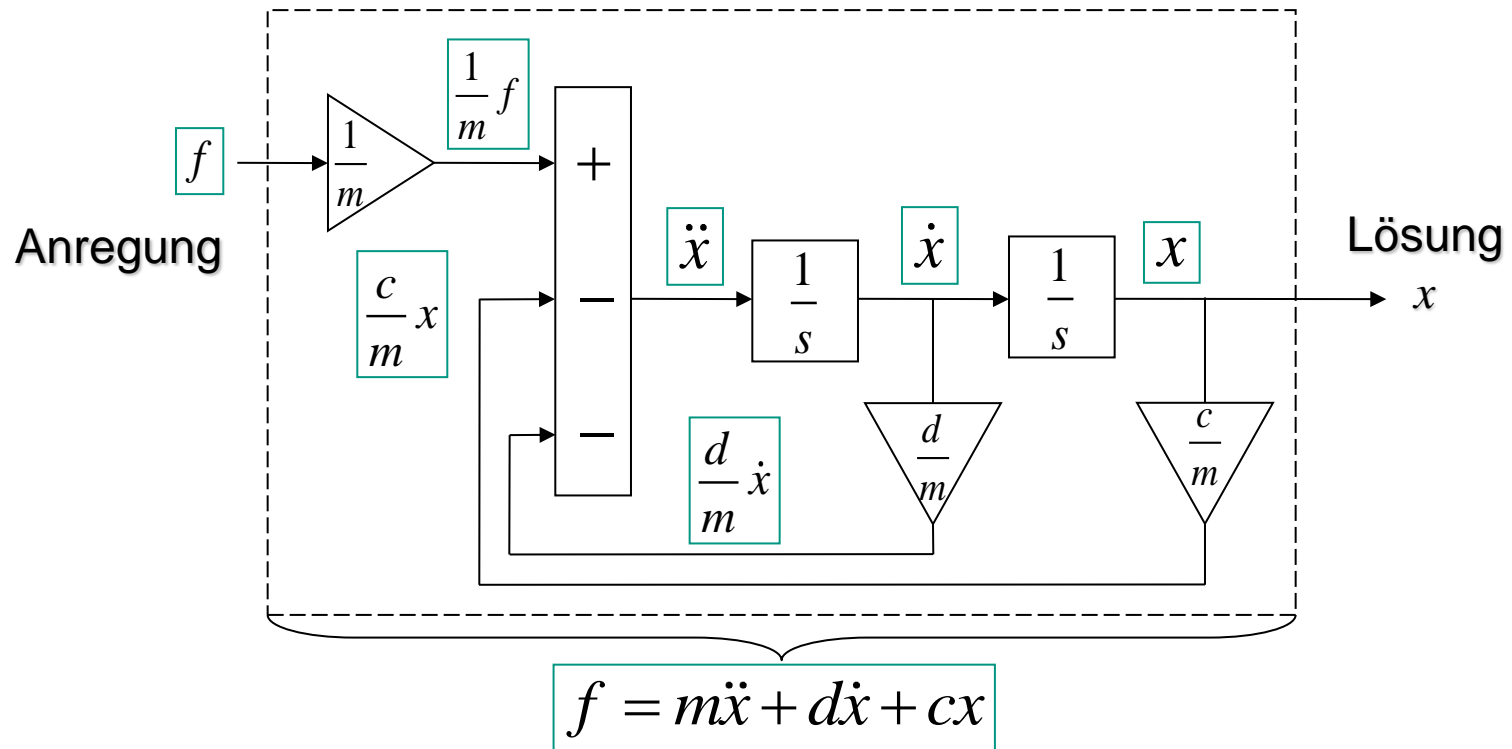 1/m f
f
1/m
+
Anregung
c/m x
ẍ
1/s
ẋ
1/s
x
Lösung
x
−
−
d/m ẋ
d/m
c/m
f = mẍ + dẋ + cx